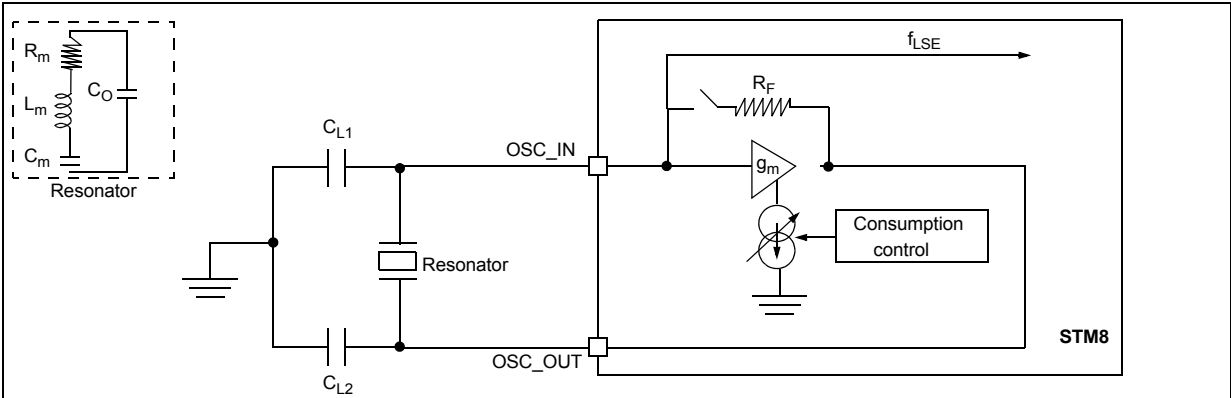 R_m
L_m
C_O
C_m
Resonator
C_L1
C_L2
Resonator
OSC_IN
OSC_OUT
f_LSE
R_F
g_m
Consumption
control
STM8